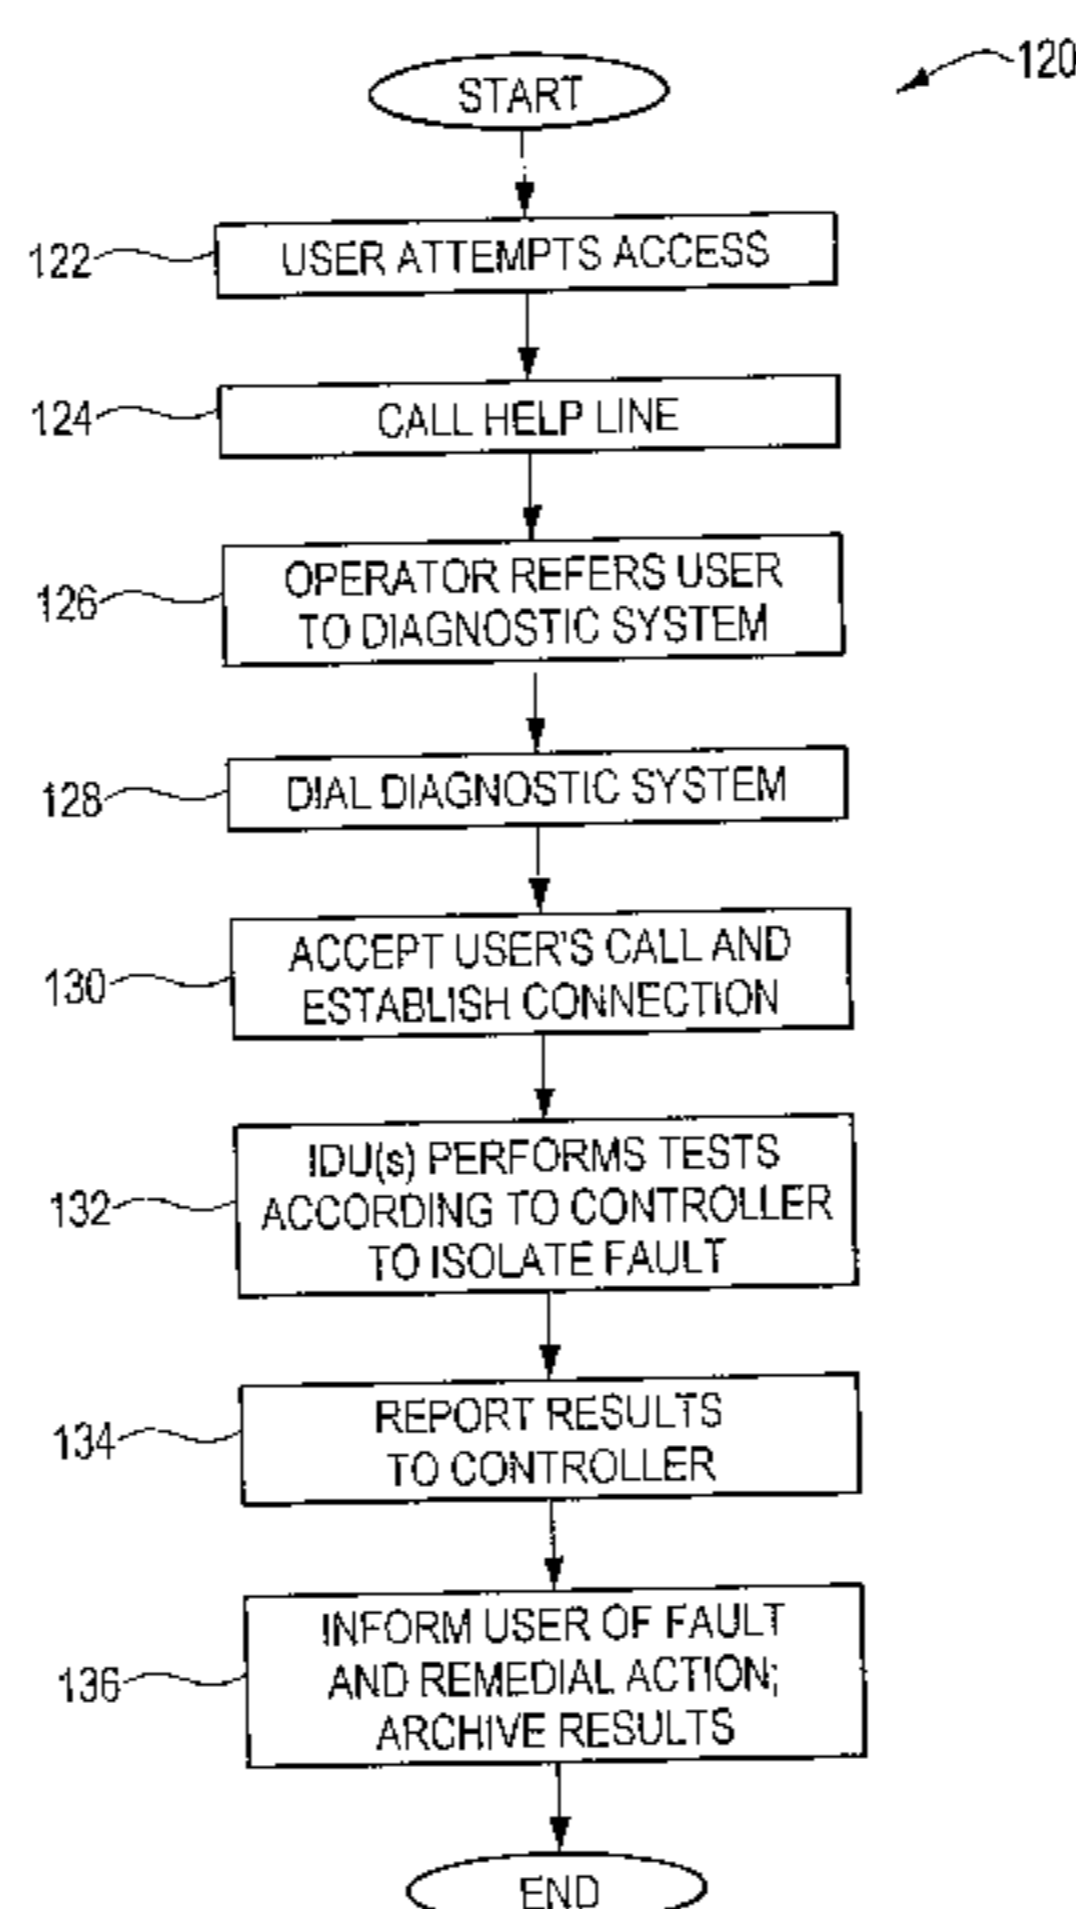 120
START
122
USER ATTEMPTS ACCESS
124
CALL HELP LINE
126
OPERATOR REFERS USER
TO DIAGNOSTIC SYSTEM
128
DIAL DIAGNOSTIC SYSTEM
130
ACCEPT USER'S CALL AND
ESTABLISH CONNECTION
132
IDU(s) PERFORMS TESTS
ACCORDING TO CONTROLLER
TO ISOLATE FAULT
134
REPORT RESULTS
TO CONTROLLER
136
INFORM USER OF FAULT
AND REMEDIAL ACTION;
ARCHIVE RESULTS
END